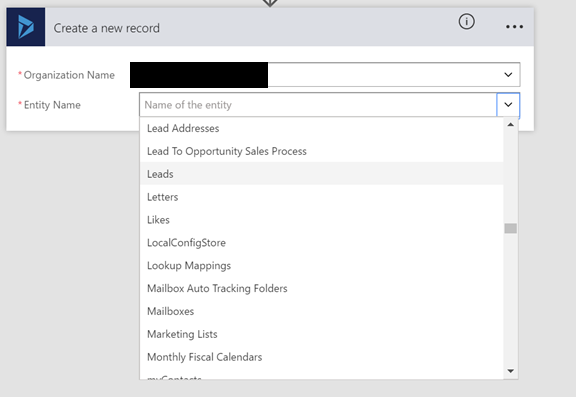 Create a new record
* Organization Name
* Entity Name
Name of the entity
Lead Addresses
Lead To Opportunity Sales Process
Leads
Letters
Likes
LocalConfigStore
Lookup Mappings
Mailbox Auto Tracking Folders
Mailboxes
Marketing Lists
Monthly Fiscal Calendars
myContacts